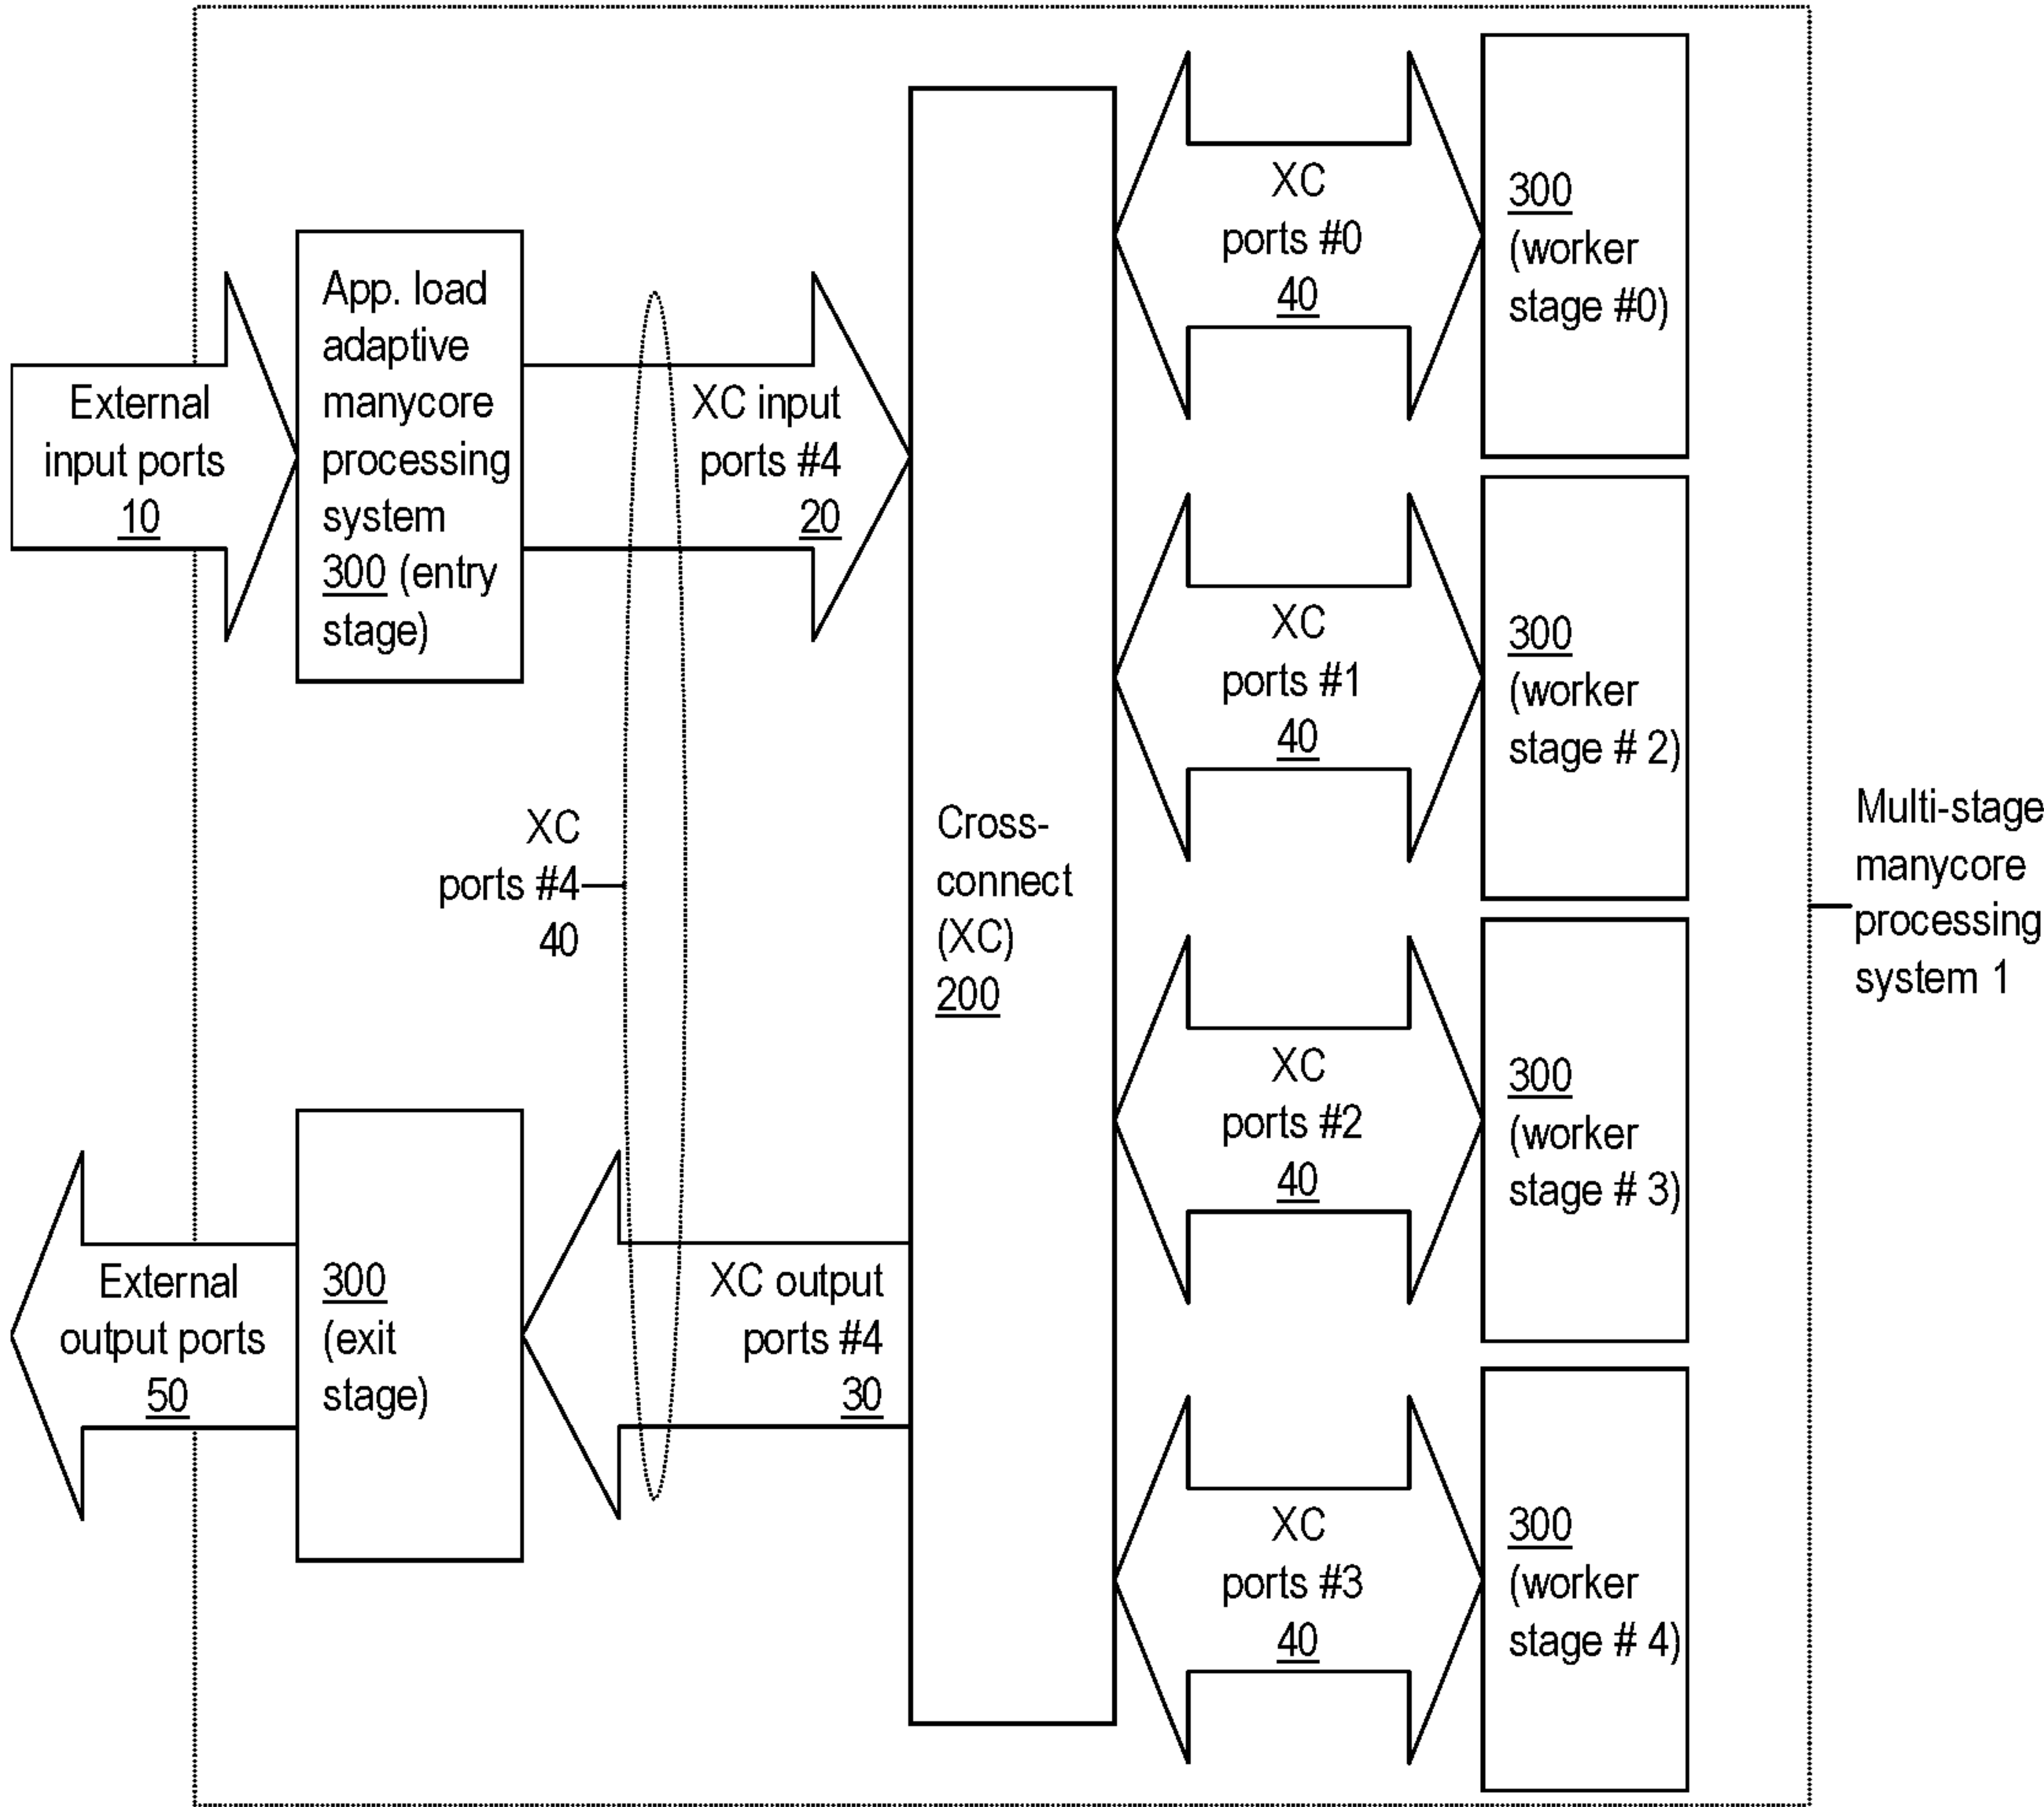 External
input ports
10
App. load
adaptive
manycore
processing
system
300 (entry
stage)
XC input
ports #4
20
XC
ports #4
40
External
output ports
50
300
(exit
stage)
XC output
ports #4
30
Cross-
connect
(XC)
200
XC
ports #0
40
300
(worker
stage #0)
XC
ports #1
40
300
(worker
stage # 2)
XC
ports #2
40
300
(worker
stage # 3)
XC
ports #3
40
300
(worker
stage # 4)
Multi-stage
manycore
processing
system 1